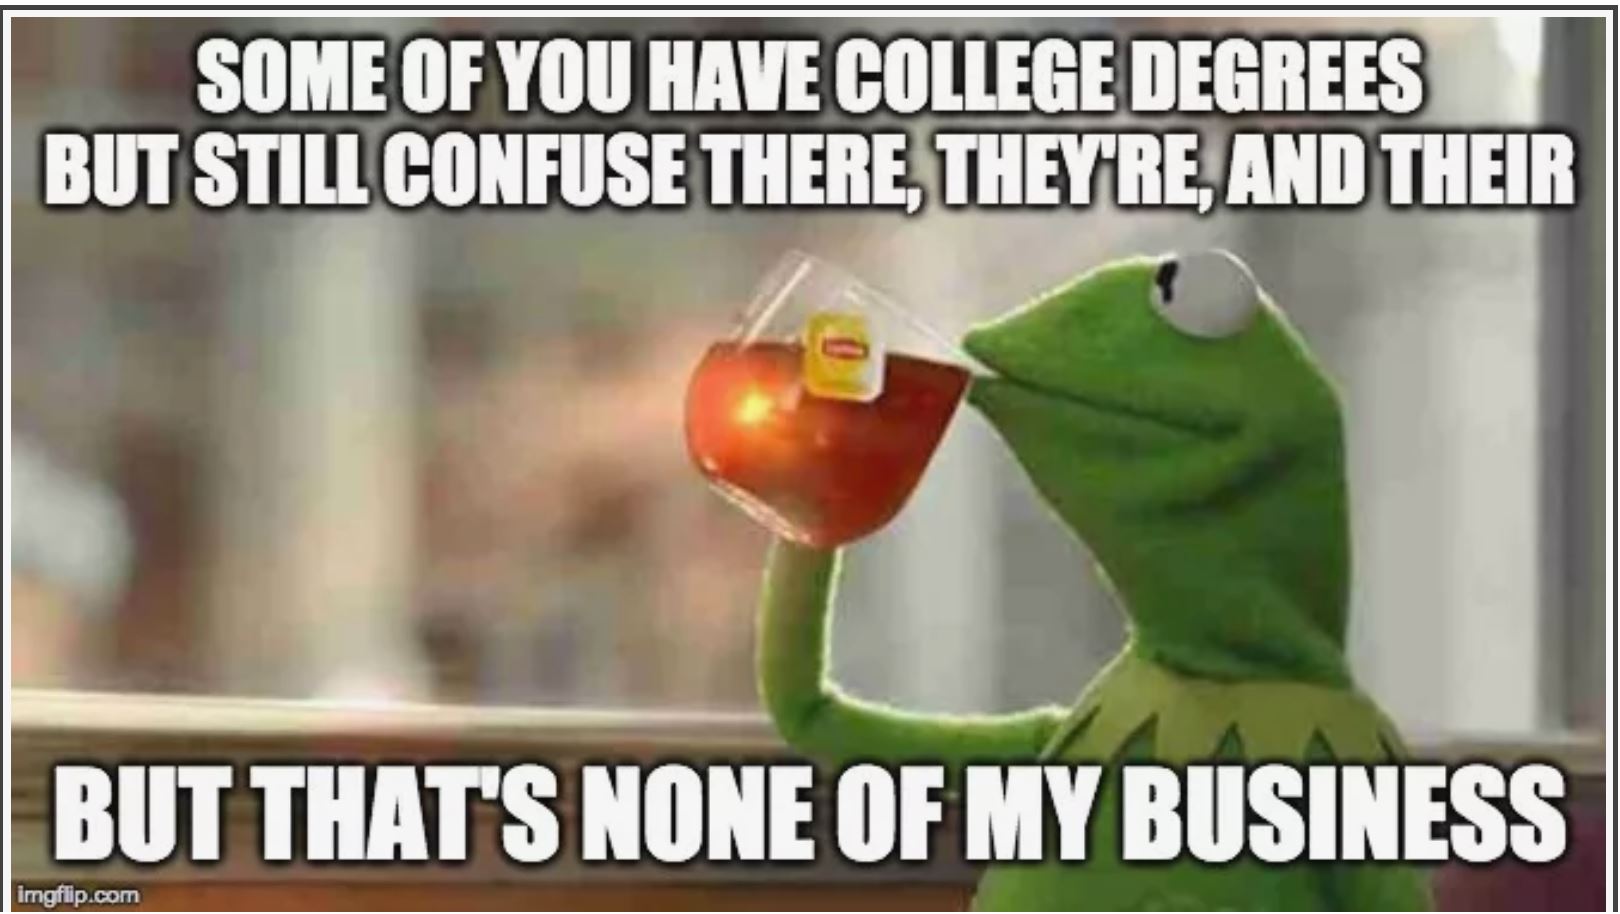 SOME OF YOU HAVE COLLEGE DEGREES
BUT STILL CONFUSE THERE, THEY'RE, AND THEIR
BUT THAT'S NONE OF MY BUSINESS
imgflip.com